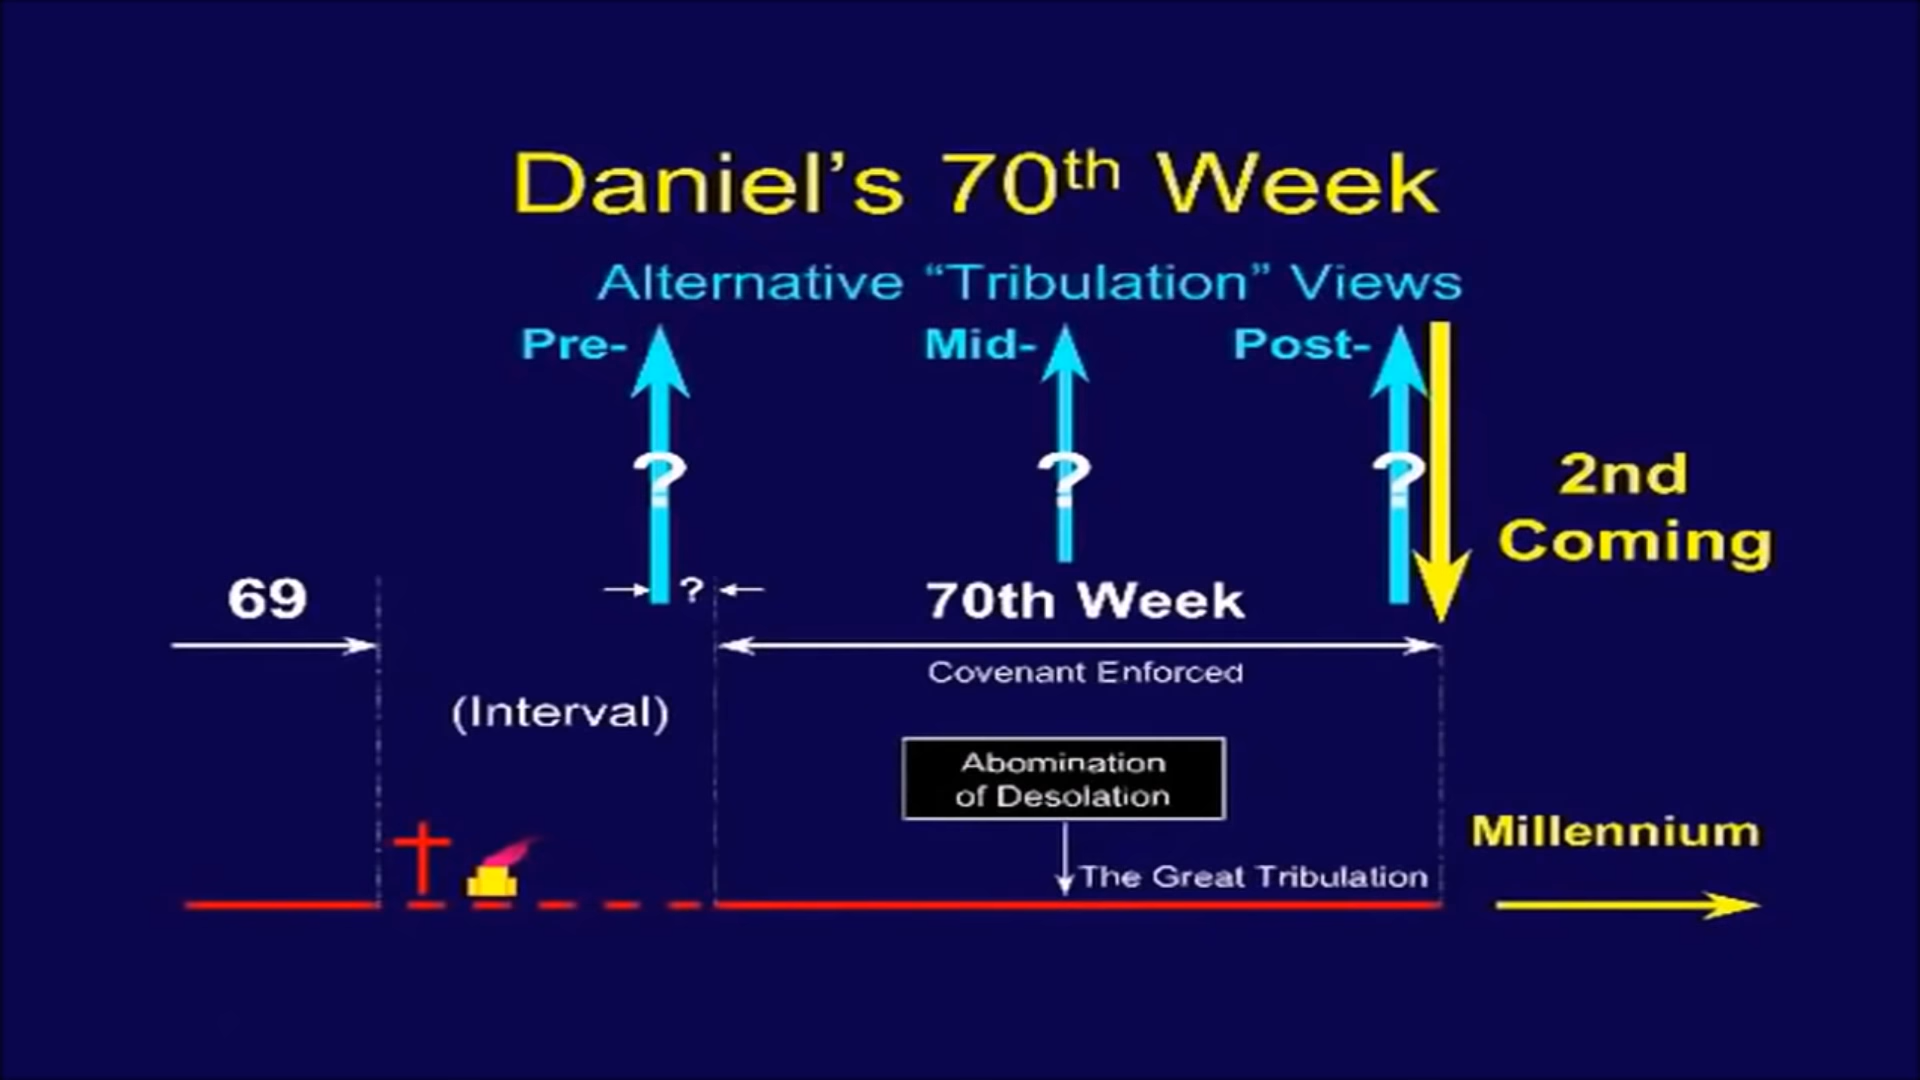 Daniel’s 70th Week
Alternative “Tribulation” Views
Pre-
Mid-
Post-
?
?
?
2nd
Coming
69
?
70th Week
Covenant Enforced
(Interval)
Abomination
of Desolation
Millennium
The Great Tribulation